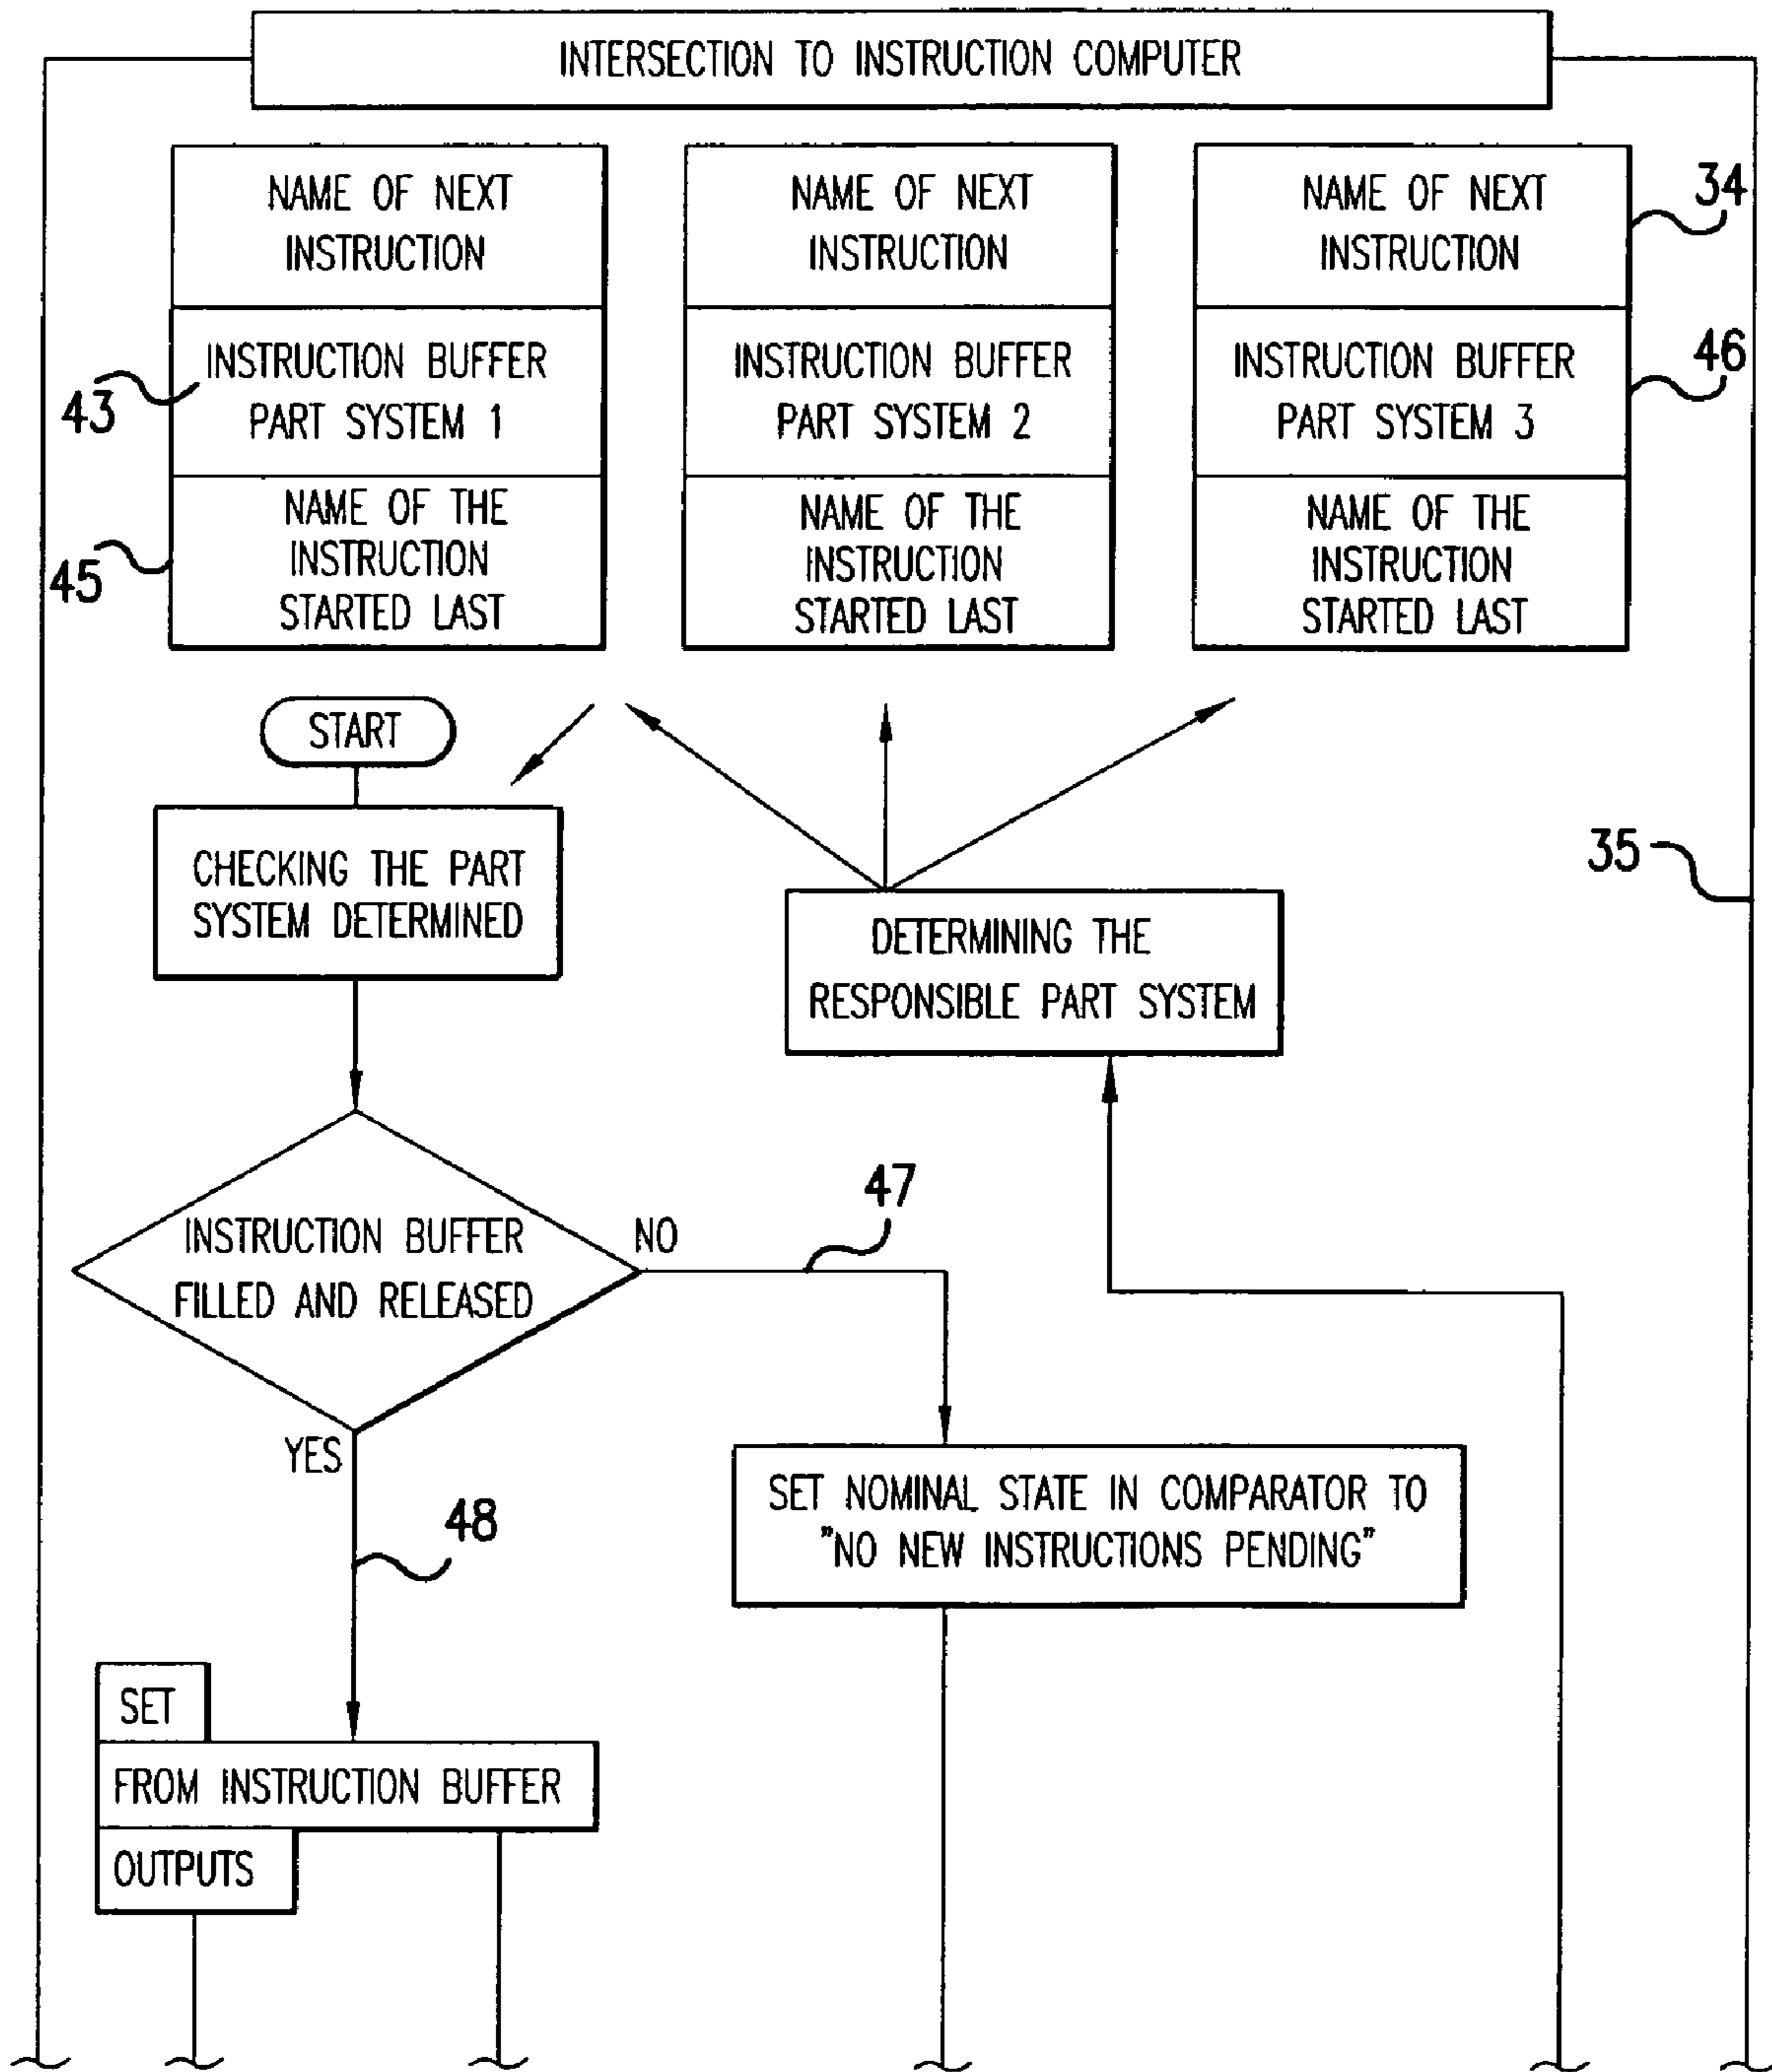 INTERSECTION TO INSTRUCTION COMPUTER
NAME OF NEXT
INSTRUCTION
INSTRUCTION BUFFER
PART SYSTEM 1
NAME OF THE
INSTRUCTION
STARTED LAST
NAME OF NEXT
INSTRUCTION
INSTRUCTION BUFFER
PART SYSTEM 2
NAME OF THE
INSTRUCTION
STARTED LAST
NAME OF NEXT
INSTRUCTION
INSTRUCTION BUFFER
PART SYSTEM 3
NAME OF THE
INSTRUCTION
STARTED LAST
34
46
43
45
START
CHECKING THE PART
SYSTEM DETERMINED
DETERMINING THE
RESPONSIBLE PART SYSTEM
35
INSTRUCTION BUFFER
FILLED AND RELEASED
NO
47
YES
48
SET NOMINAL STATE IN COMPARATOR TO
"NO NEW INSTRUCTIONS PENDING"
SET
FROM INSTRUCTION BUFFER
OUTPUTS